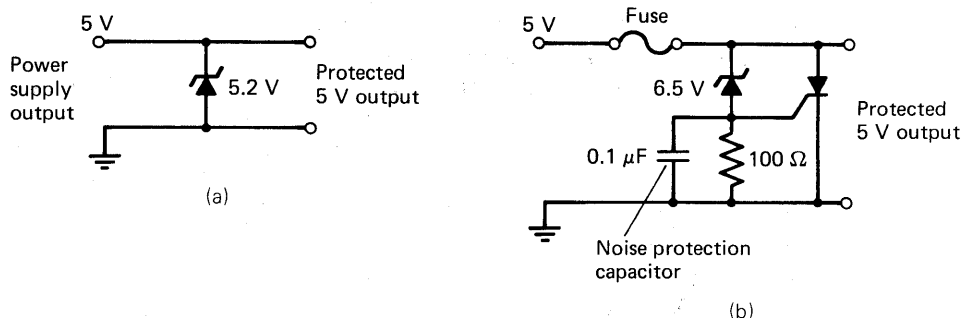 5 V
Power
supply
output
5.2 V
Protected
5 V output
(a)
5 V
Fuse
6.5 V
0.1 µF
100 Ω
Protected
5 V output
Noise protection
capacitor
(b)